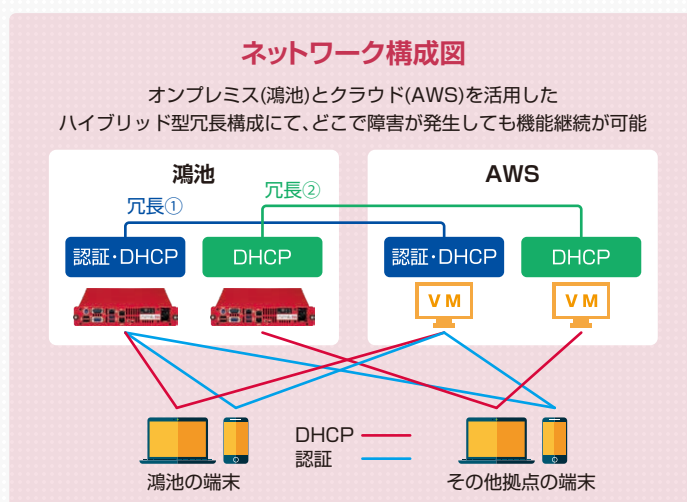 ネットワーク構成図
オンプレミス(鴻池)とクラウド(AWS)を活用した
ハイブリッド型冗長構成にて、どこで障害が発生しても機能継続が可能
鴻池
AWS
冗長①
冗長②
認証・DHCP
DHCP
認証・DHCP
DHCP
VM
VM
DHCP
認証
鴻池の端末
その他拠点の端末